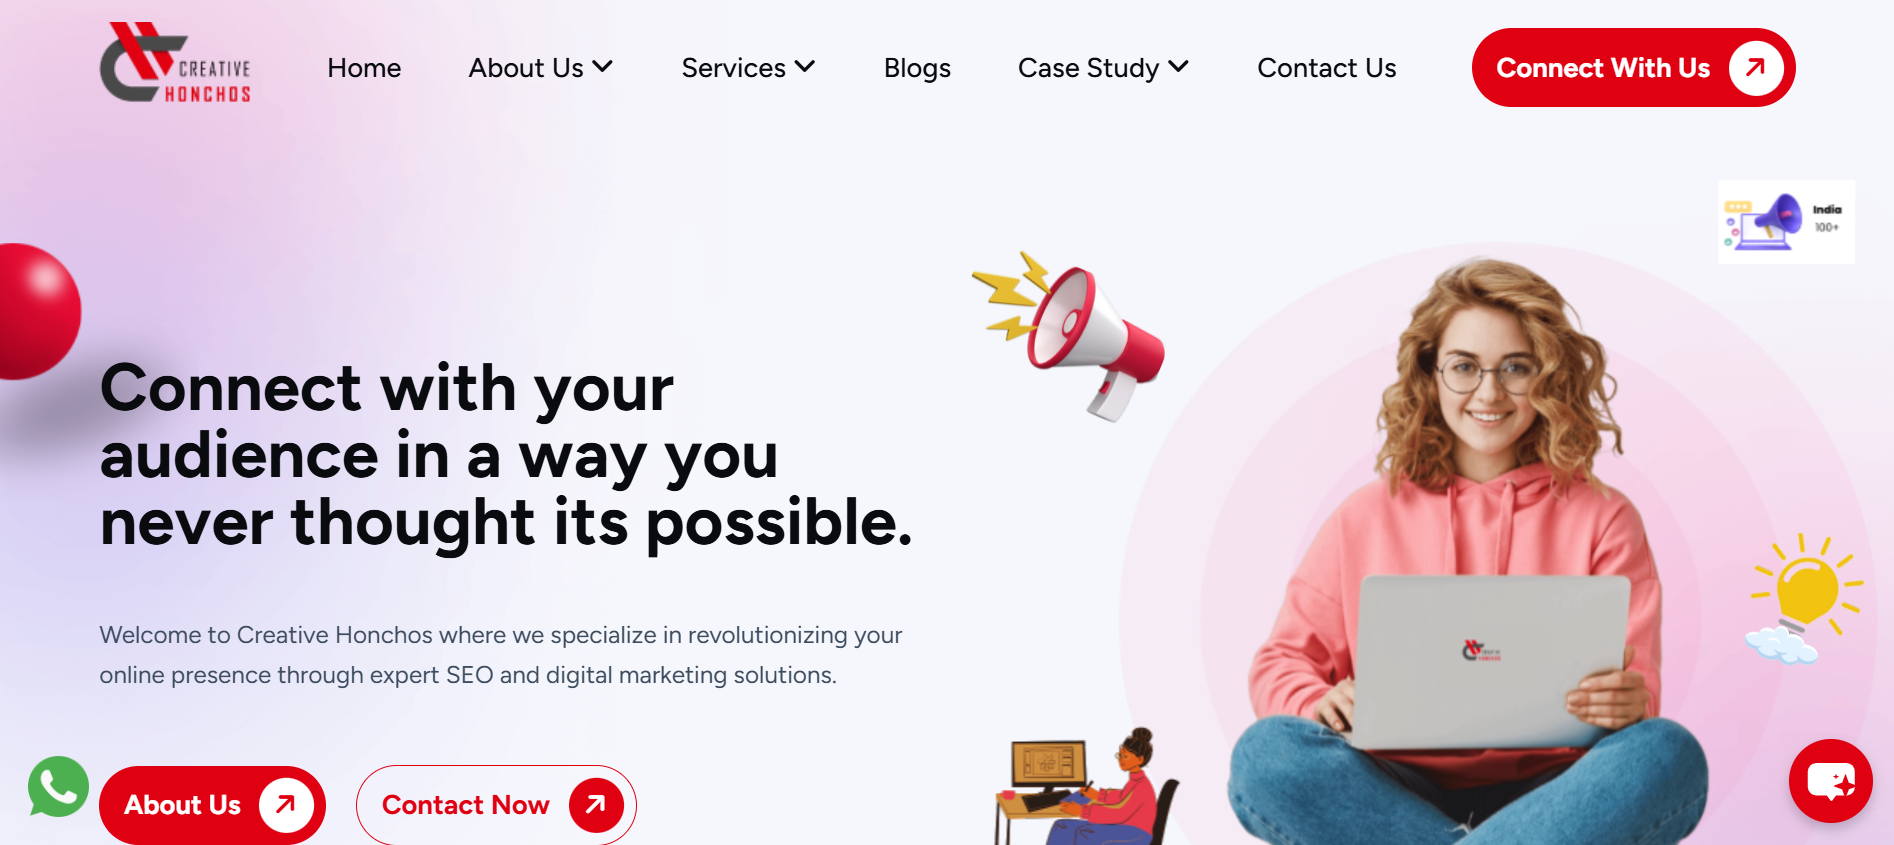 CREATIVE
HONCHOS
Home
About Us
Services
Blogs
Case Study
Contact Us
Connect With Us
India
100+
Connect with your
audience in a way you
never thought its possible.
Welcome to Creative Honchos where we specialize in revolutionizing your
online presence through expert SEO and digital marketing solutions.
About Us
Contact Now